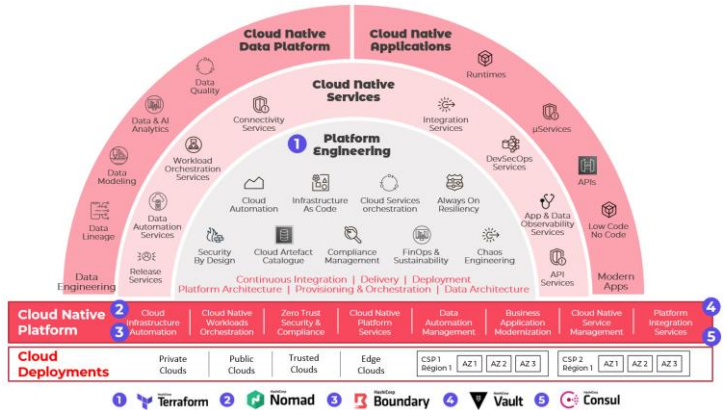 Cloud Native
Data Platform
Cloud Native
Applications
Data
Quality
Runtimes
Cloud Native
Services
Data & AI
Analytics
Connectivity
Services
Integration
Services
µServices
1 Platform
Engineering
Workload
Orchestration
Services
DevSecOps
Services
Data
Modeling
APIs
Cloud
Automation
Infrastructure
As Code
Cloud Services
orchestration
Always On
Resiliency
Data
Lineage
Data
Automation
Services
App & Data
Observability
Services
Low Code
No Code
Security
By Design
Cloud Artefact
Catalogue
Compliance
Management
FinOps &
Sustainability
Chaos
Engineering
Data
Engineering
Release
Services
API
Services
Modern
Apps
Continuous Integration | Delivery | Deployment
Platform Architecture | Provisioning & Orchestration | Data Architecture
Cloud Native
Platform
2
3
Cloud
Infrastructure
Automation
Cloud Native
Workloads
Orchestration
Zero Trust
Security &
Compliance
Cloud Native
Platform
Services
Data
Automation
Management
Business
Application
Modernization
Cloud Native
Service
Management
Platform
Integration
Services
4
5
Cloud
Deployments
Private
Clouds
Public
Clouds
Trusted
Clouds
Edge
Clouds
CSP 1
Région 1
AZ 1
AZ 2
AZ 3
CSP 2
Région 1
AZ 1
AZ 2
AZ 3
1 HashiCorp
Terraform
2 HashiCorp
Nomad
3 HashiCorp
Boundary
4 HashiCorp
Vault
5 HashiCorp
Consul